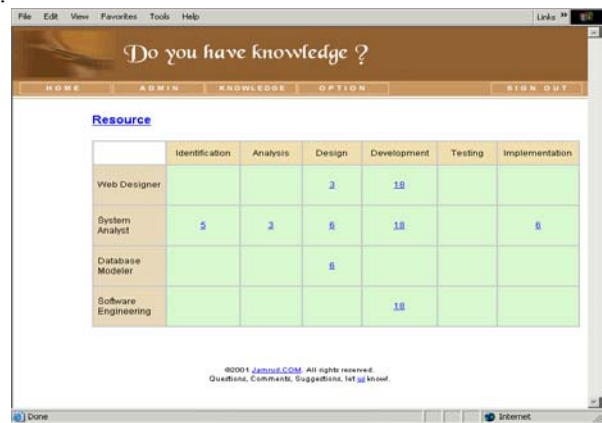 File Edit View Favorites Tools Help Links »
Do you have knowledge ?
HOME ADMIN KNOWLEDGE OPTION SIGN OUT
Resource
Identification Analysis Design Development Testing Implementation
Web Designer 3 18
System Analyst 5 3 6 18 6
Database Modeler 6
Software Engineering 18
©2001 Jamrud.COM. All rights reserved.
Questions, Comments, Suggestions, let us know!.
Done Internet